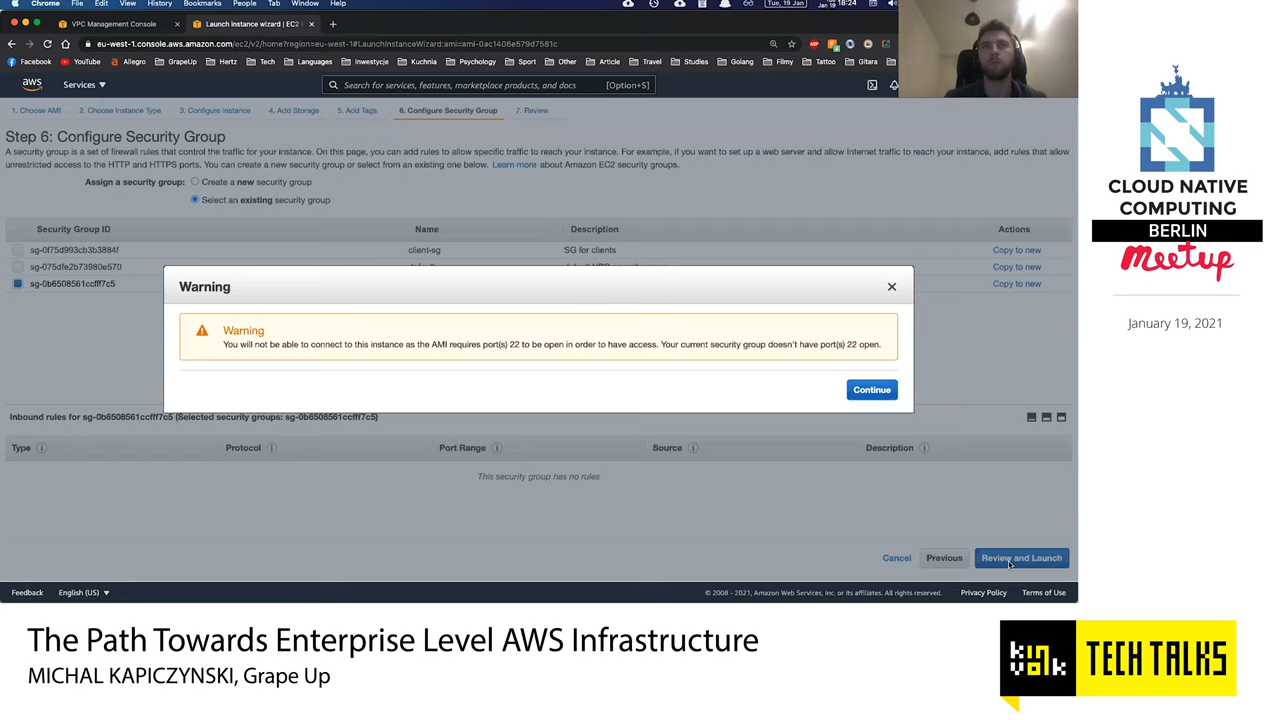 Chrome File Edit View History Bookmarks People Tab Window Help
Tue, 19 Jan
Jan 19 18:24
VPC Management Console
Launch instance wizard | EC2
eu-west-1.console.aws.amazon.com/ec2/v2/home?region=eu-west-1#LaunchInstanceWizard:ami=ami-0ac1406e579d7581c
Facebook YouTube Allegro GrapeUp Hertz Tech Languages Inwestycje Kuchnia Psychology Sport Other Article Travel Studies Golang Filmy Tattoo Gitara
aws Services Search for services, features, marketplace products, and docs [Option+S]
1. Choose AMI 2. Choose Instance Type 3. Configure Instance 4. Add Storage 5. Add Tags 6. Configure Security Group 7. Review
Step 6: Configure Security Group
A security group is a set of firewall rules that control the traffic for your instance. On this page, you can add rules to allow specific traffic to reach your instance. For example, if you want to set up a web server and allow Internet traffic to reach your instance, add rules that allow
unrestricted access to the HTTP and HTTPS ports. You can create a new security group or select from an existing one below. Learn more about Amazon EC2 security groups.
Assign a security group: Create a new security group
Select an existing security group
Security Group ID Name Description Actions
sg-0f75d993cb3b3884f client-sg SG for clients Copy to new
sg-075dfe2b73980e570 Copy to new
sg-0b6508561ccfff7c5 Copy to new
Warning
Warning
You will not be able to connect to this instance as the AMI requires port(s) 22 to be open in order to have access. Your current security group doesn't have port(s) 22 open.
Continue
Inbound rules for sg-0b6508561ccfff7c5 (Selected security groups: sg-0b6508561ccfff7c5)
Type Protocol Port Range Source Description
This security group has no rules
Cancel Previous Review and Launch
Feedback English (US) © 2008 - 2021, Amazon Web Services, Inc. or its affiliates. All rights reserved. Privacy Policy Terms of Use
CLOUD NATIVE
COMPUTING
BERLIN
Meetup
January 19, 2021
The Path Towards Enterprise Level AWS Infrastructure
MICHAL KAPICZYNSKI, Grape Up
kinvolk TECH TALKS